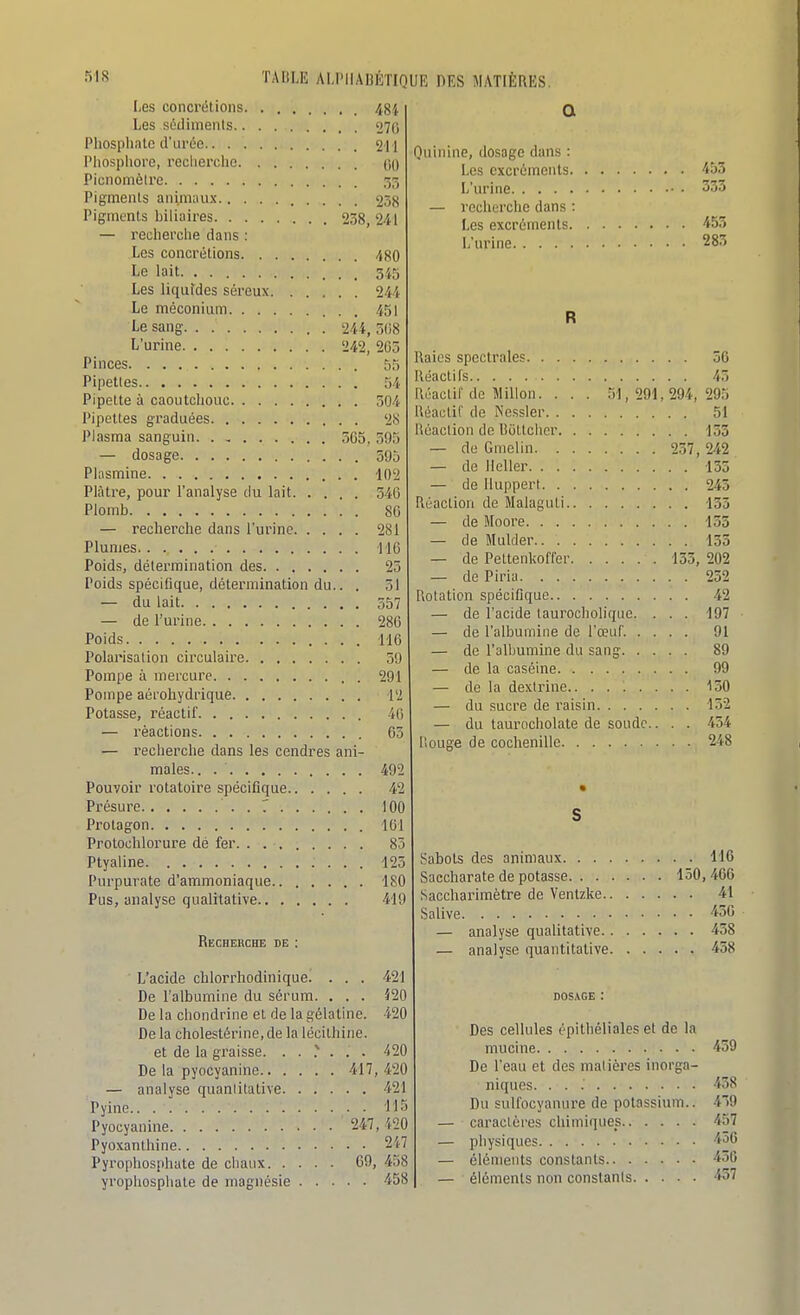 518 TABLE ALPHABÉTIQUE DES MATIÈRES.
Les concrétions. . . . . . . . 484
Les sédiments. . . . . . . . . 276
Phosphate d'urée. . . . . . . . . . 211
Phosphore, recherche. . . . . . . . 60
Picnomètre. . . . . . . . . . . . . 33
Pigments animaux. . . . . . . . . . 238
Pigments biliaires. . . . . . . . 238, 241
— recherche dans :
Les concrétions. . . . . . . . 480
Le lait. . . . . . . . . . . . 345
Les liquides séreux. . . . . . 244
Le méconium. . . . . . . . . 451
Le sang. . . . . . . . . 244, 368
L'urine. . . . . . . . . 242, 263
Pinces. . . . . . . . . . . . . . . 55
Pipettes. . . . . . . . . . . . . . 54
Pipette à caoutchouc. . . . . . . . 304
Pipettes graduées. . . . . . . . . . 28
Plasma sanguin. . . . . . . . . 365, 395
— dosage. . . . . . . . . . . . 395
Plasmine. . . . . . . . . . . . . 102
Plâtre, pour l'analyse du lait. . . . . 346
Plomb. . . . . . . . . . . . . . . 86
— recherche dans l'urine. . . . . 281
Plumes. . . . . . . . . . . . . . 116
Poids, détermination des. . . . . . . 23
Poids spécifique, détermination du. . . 31
— du lait. . . . . . . . . . . . 357
— de l'urine. . . . . . . . . . . 286
Poids. . . . . . . . . . . . . . . 116
Polarisation circulaire. . . . . . . . 39
Pompe à mercure. . . . . . . . . . 291
Pompe aérohydrique. . . . . . . . . 12
Potasse, réactif. . . . . . . . . . . 46
— réactions. . . . . . . . . . . 63
— recherche dans les cendres ani-
males. . . . . . . . . . . . 492
Pouvoir rotatoire spécifique. . . . . . 42
Présure. . . . . . . . . . . . . . 100
Protagon. . . . . . . . . . . . . 161
Protochlorure de fer. . . . . . . . . 83
Ptyaline. . . . . . . . . . . . . . 123
Purpurate d'ammoniaque. . . . . . . 180
Pus, analyse qualitative. . . . . . . 419
RECHERCHE DE :
L'acide chlorrhodinique. . . . 421
De l'albumine du sérum. . . . 420
De la chondrine et de la gélatine. 420
De la cholestérine, de la lécithine.
et de la graisse. . . . . . . 420
De la pyocyanine. . . . . . 417, 420
— analyse quantitative. . . . . . 421
Pyine. . . . . . . . . . . . . . . 115
Pyocyanine. . . . . . . . . . 247, 420
Pyoxanthine. . . . . . . . . . . . 247
Pyrophosphate de chaux. . . . . 69, 458
yrophosphate de magnésie . . . . . 458
Q
Quinine, dosage dans :
Les excréments. . . . . . . . 453
L'urine. . . . . . . . . . . . 333
— recherche dans :
Les excréments. . . . . . . . 453
L'urine. . . . . . . . . . . . 283
R
Raies spectrales. . . . . . . . . . . 36
Réactifs. . . . . . . . . . . . . . 43
Réactif de Millon. . . . 51, 291, 294, 295
Réactif de Nessler. . . . . . . . . . 51
Réaction de Böttcher. . . . . . . . . 133
— de Gmelin. . . . . . . . 237, 242
— de Heller. . . . . . . . . . . 133
— de Huppert. . . . . . . . . . 243
Réaction de Malaguti. . . . . . . . . 133
— de Moore. . . . . . . . . . . 133
— de Mulder. . . . . . . . . . . 133
— de Pettenkoffer. . . . . . 133, 202
— de Piria. . . . . . . . . . . 232
Rotation spécifique. . . . . . . . . 42
— de l'acide taurocholique. . . . 197
— de l'albumine de l'œuf. . . . . 91
— de l'albumine du sang. . . . . 89
— de la caséine. . . . . . . . . 99
— de la dextrine. . . . . . . . . 130
— du sucre de raisin. . . . . . . 132
— du taurocholate de soude. . . . 434
Rouge de cochenille. . . . . . . . . 248
S
Sabots des animaux. . . . . . . . . 116
Saccharate de potasse. . . . . . 130, 466
Saccharimètre de Ventzke. . . . . . . 41
Salive. . . . . . . . . . . . . . . 436
— analyse qualitative. . . . . . . 438
— analyse quantitative. . . . . . 438
DOSAGE :
Des cellules épithéliales et de la
mucine. . . . . . . . . . . 439
De l'eau et des matières inorga-
niques. . . . . . . . . . . 438
Du sulfocyanure de potassium. . 439
— caractères chimiques. . . . . . 437
— physiques. . . . . . . . . . . 436
— éléments constants. . . . . . . 436
— éléments non constants. . . . . 437